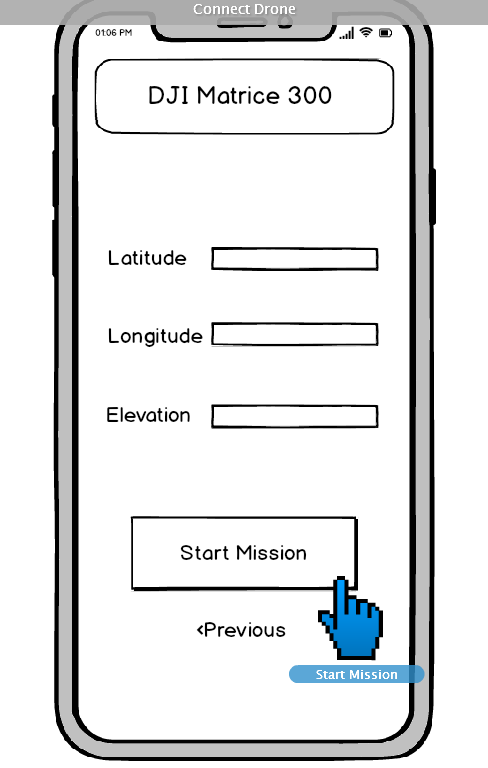 Connect Drone
01:06 PM
DJI Matrice 300
Latitude
Longitude
Elevation
Start Mission
<Previous
Start Mission